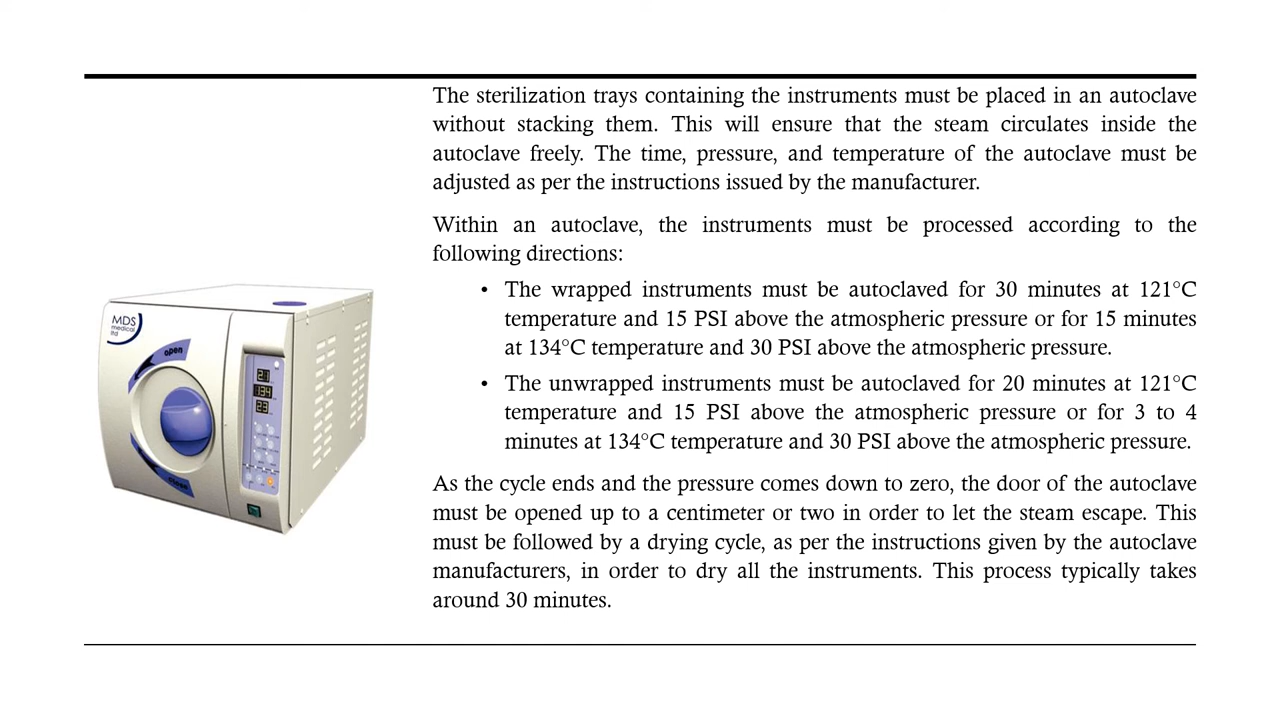 The sterilization trays containing the instruments must be placed in an autoclave
without stacking them. This will ensure that the steam circulates inside the
autoclave freely. The time, pressure, and temperature of the autoclave must be
adjusted as per the instructions issued by the manufacturer.
Within an autoclave, the instruments must be processed according to the
following directions:
• The wrapped instruments must be autoclaved for 30 minutes at 121°C
temperature and 15 PSI above the atmospheric pressure or for 15 minutes
at 134°C temperature and 30 PSI above the atmospheric pressure.
• The unwrapped instruments must be autoclaved for 20 minutes at 121°C
temperature and 15 PSI above the atmospheric pressure or for 3 to 4
minutes at 134°C temperature and 30 PSI above the atmospheric pressure.
As the cycle ends and the pressure comes down to zero, the door of the autoclave
must be opened up to a centimeter or two in order to let the steam escape. This
must be followed by a drying cycle, as per the instructions given by the autoclave
manufacturers, in order to dry all the instruments. This process typically takes
around 30 minutes.
MDS
medical
ltd
open
close
134